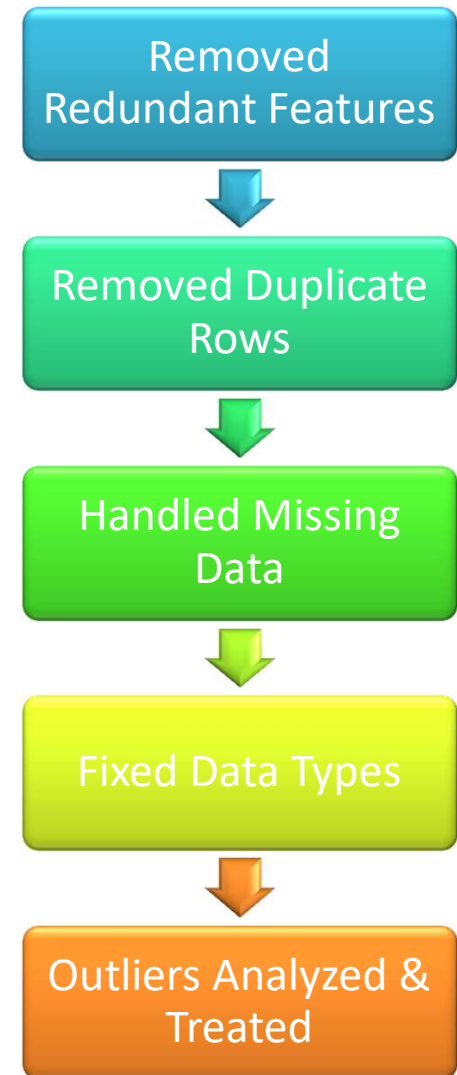 Removed
Redundant Features
Removed Duplicate
Rows
Handled Missing
Data
Fixed Data Types
Outliers Analyzed &
Treated